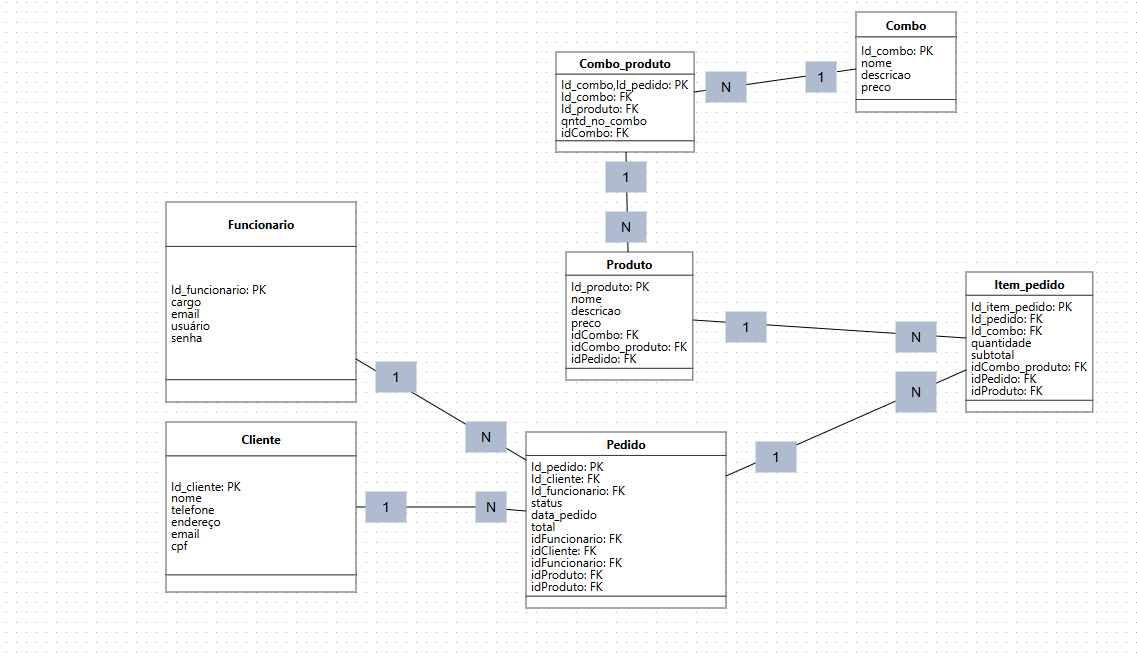 Combo
Id_combo: PK
nome
descricao
preco
Combo_produto
Id_combo,Id_pedido: PK
Id_combo: FK
Id_produto: FK
qntd_no_combo
idCombo: FK
N
1
1
N
Funcionario
Id_funcionario: PK
cargo
email
usuário
senha
Produto
Id_produto: PK
nome
descricao
preco
idCombo: FK
idCombo_produto: FK
idPedido: FK
1
N
Item_pedido
Id_item_pedido: PK
Id_pedido: FK
Id_combo: FK
quantidade
subtotal
idCombo_produto: FK
idPedido: FK
idProduto: FK
1
N
N
1
Cliente
Id_cliente: PK
nome
telefone
endereço
email
cpf
1
N
Pedido
Id_pedido: PK
Id_cliente: FK
Id_funcionario: FK
status
data_pedido
total
idFuncionario: FK
idCliente: FK
idFuncionario: FK
idProduto: FK
idProduto: FK